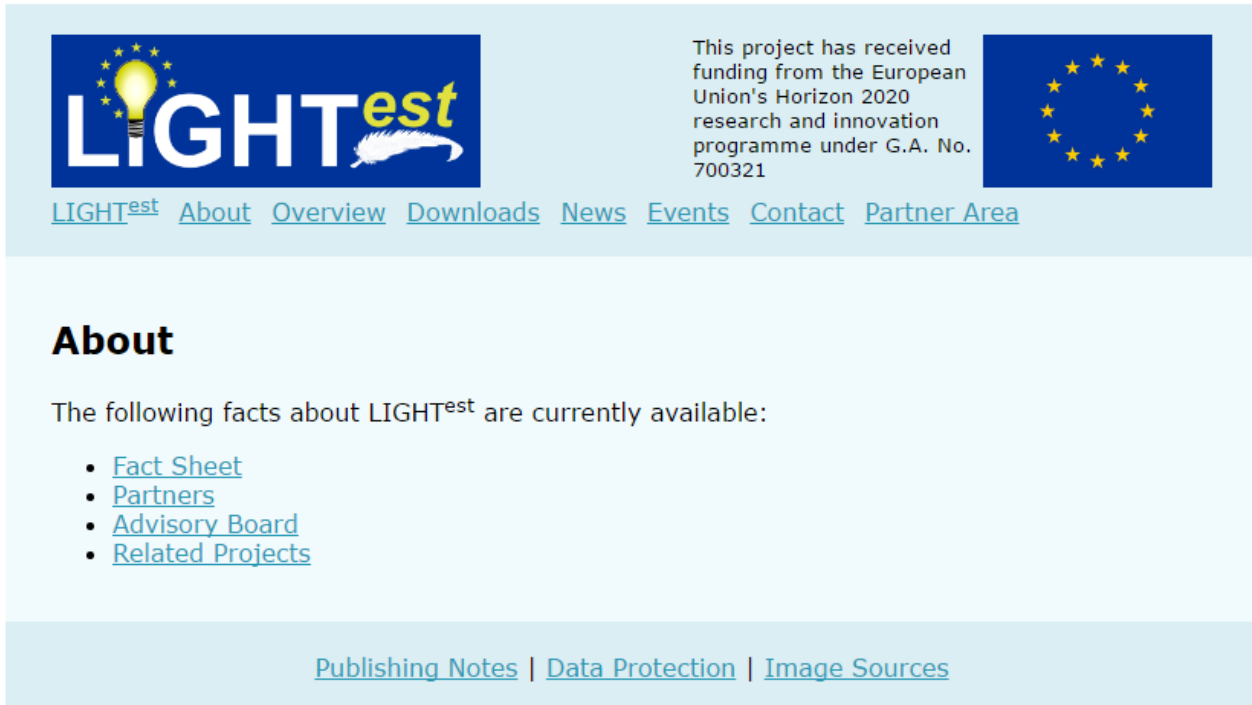 LIGHTest
This project has received
funding from the European
Union's Horizon 2020
research and innovation
programme under G.A. No.
700321
LIGHTest About Overview Downloads News Events Contact Partner Area
About
The following facts about LIGHTest are currently available:
Fact Sheet
Partners
Advisory Board
Related Projects
Publishing Notes | Data Protection | Image Sources